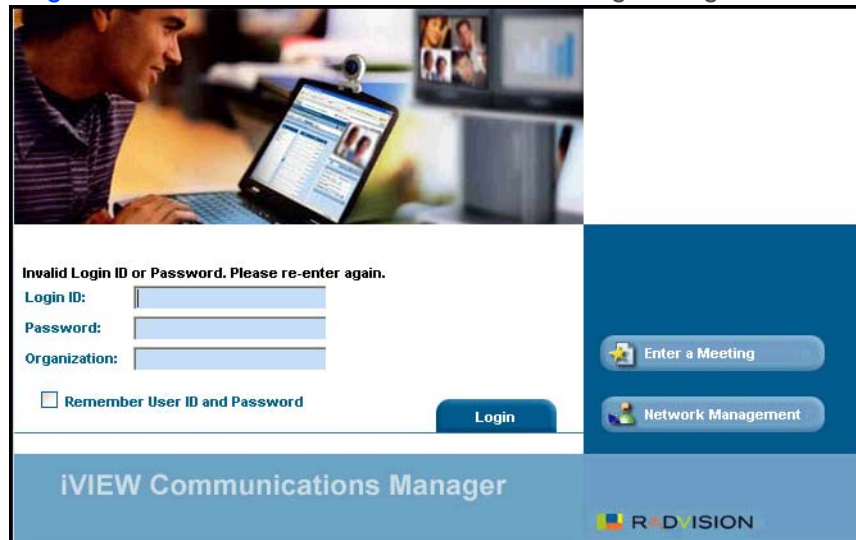 Invalid Login ID or Password. Please re-enter again.
Login ID:
Password:
Organization:
Remember User ID and Password
Login
Enter a Meeting
Network Management
iVIEW Communications Manager
RADVISION